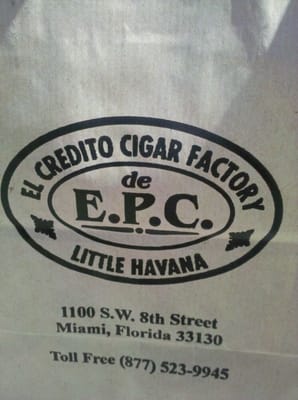 EL CREDITO CIGAR FACTORY
de
E.P.C.
LITTLE HAVANA
1100 S.W. 8th Street
Miami, Florida 33130
Toll Free (877) 523-9945